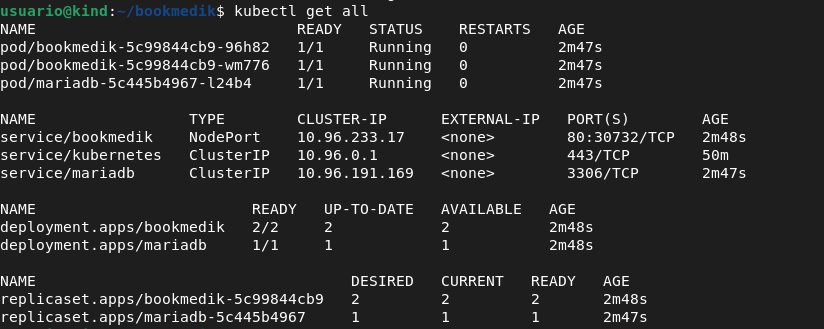 usuario@kind:~/bookmedik$ kubectl get all
NAME                             READY   STATUS    RESTARTS   AGE
pod/bookmedik-5c99844cb9-96h82   1/1     Running   0          2m47s
pod/bookmedik-5c99844cb9-wm776   1/1     Running   0          2m47s
pod/mariadb-5c445b4967-l24b4     1/1     Running   0          2m47s

NAME                 TYPE        CLUSTER-IP      EXTERNAL-IP   PORT(S)        AGE
service/bookmedik    NodePort    10.96.233.17    <none>        80:30732/TCP   2m48s
service/kubernetes   ClusterIP   10.96.0.1       <none>        443/TCP        50m
service/mariadb      ClusterIP   10.96.191.169   <none>        3306/TCP       2m47s

NAME                        READY   UP-TO-DATE   AVAILABLE   AGE
deployment.apps/bookmedik   2/2     2            2           2m48s
deployment.apps/mariadb     1/1     1            1           2m48s

NAME                                   DESIRED   CURRENT   READY   AGE
replicaset.apps/bookmedik-5c99844cb9   2         2         2       2m48s
replicaset.apps/mariadb-5c445b4967     1         1         1       2m47s